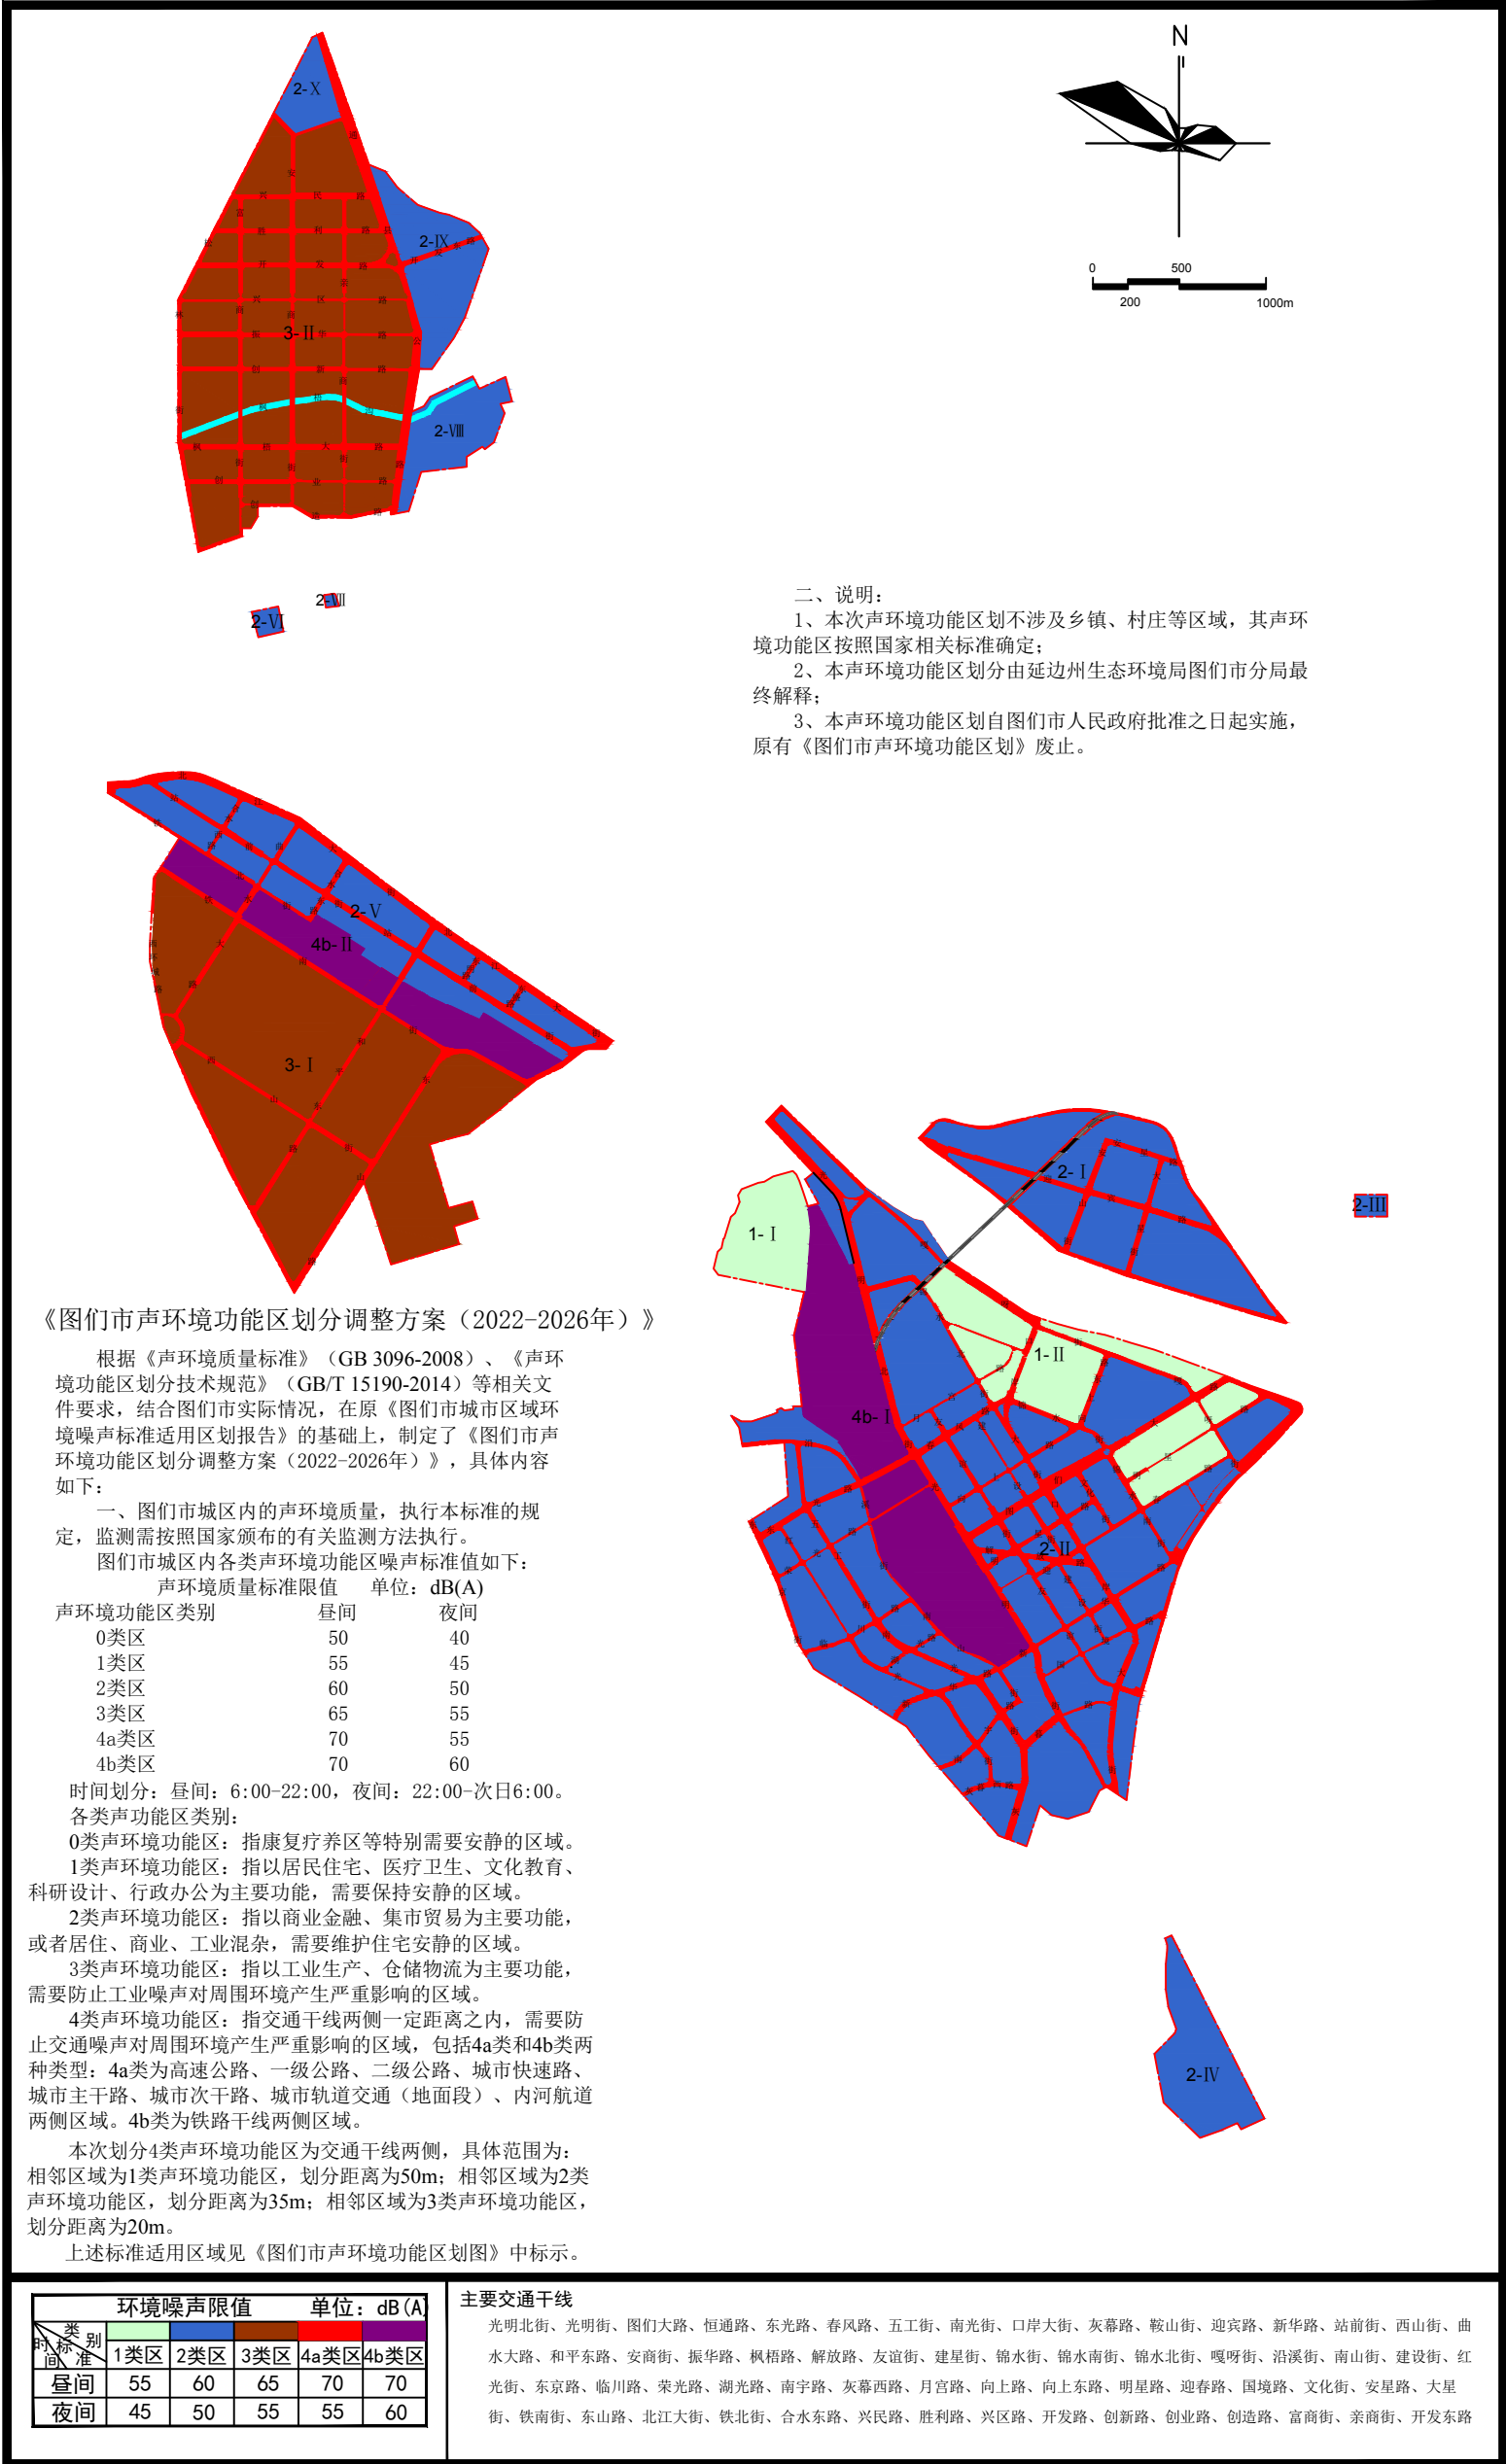 N
0
500
200
1000m
2-Ⅹ
2-Ⅸ
3-Ⅱ
2-Ⅷ
2-Ⅶ
2-Ⅵ
二、说明：
1、本次声环境功能区划不涉及乡镇、村庄等区域，其声环
境功能区按照国家相关标准确定；
2、本声环境功能区划分由延边州生态环境局图们市分局最
终解释；
3、本声环境功能区划自图们市人民政府批准之日起实施，
原有《图们市声环境功能区划》废止。
2-Ⅴ
4b-Ⅱ
3-Ⅰ
2-Ⅰ
2-Ⅲ
1-Ⅰ
1-Ⅱ
4b-Ⅰ
2-Ⅱ
2-Ⅳ
《图们市声环境功能区划分调整方案（2022-2026年）》
根据《声环境质量标准》（GB 3096-2008）、《声环
境功能区划分技术规范》（GB/T 15190-2014）等相关文
件要求，结合图们市实际情况，在原《图们市城市区域环
境噪声标准适用区划报告》的基础上，制定了《图们市声
环境功能区划分调整方案（2022-2026年）》，具体内容
如下：
一、图们市城区内的声环境质量，执行本标准的规
定，监测需按照国家颁布的有关监测方法执行。
图们市城区内各类声环境功能区噪声标准值如下：
声环境质量标准限值 单位：dB(A)
声环境功能区类别 昼间 夜间
0类区 50 40
1类区 55 45
2类区 60 50
3类区 65 55
4a类区 70 55
4b类区 70 60
时间划分：昼间：6:00-22:00，夜间：22:00-次日6:00。
各类声功能区类别：
0类声环境功能区：指康复疗养区等特别需要安静的区域。
1类声环境功能区：指以居民住宅、医疗卫生、文化教育、
科研设计、行政办公为主要功能，需要保持安静的区域。
2类声环境功能区：指以商业金融、集市贸易为主要功能，
或者居住、商业、工业混杂，需要维护住宅安静的区域。
3类声环境功能区：指以工业生产、仓储物流为主要功能，
需要防止工业噪声对周围环境产生严重影响的区域。
4类声环境功能区：指交通干线两侧一定距离之内，需要防
止交通噪声对周围环境产生严重影响的区域，包括4a类和4b类两
种类型：4a类为高速公路、一级公路、二级公路、城市快速路、
城市主干路、城市次干路、城市轨道交通（地面段）、内河航道
两侧区域。4b类为铁路干线两侧区域。
本次划分4类声环境功能区为交通干线两侧，具体范围为：
相邻区域为1类声环境功能区，划分距离为50m；相邻区域为2类
声环境功能区，划分距离为35m；相邻区域为3类声环境功能区，
划分距离为20m。
上述标准适用区域见《图们市声环境功能区划图》中标示。
环境噪声限值 单位：dB(A)
类别 标准 时间
1类区 2类区 3类区 4a类区 4b类区
昼间 55 60 65 70 70
夜间 45 50 55 55 60
主要交通干线
光明北街、光明街、图们大路、恒通路、东光路、春风路、五工街、南光街、口岸大街、灰幕路、鞍山街、迎宾路、新华路、站前街、西山街、曲
水大路、和平东路、安商街、振华路、枫梧路、解放路、友谊街、建星街、锦水街、锦水南街、锦水北街、嘎呀街、沿溪街、南山街、建设街、红
光街、东京路、临川路、荣光路、湖光路、南宇路、灰幕西路、月宫路、向上路、向上东路、明星路、迎春路、国境路、文化街、安星路、大星
街、铁南街、东山路、北江大街、铁北街、合水东路、兴民路、胜利路、兴区路、开发路、创新路、创业路、创造路、富商街、亲商街、开发东路